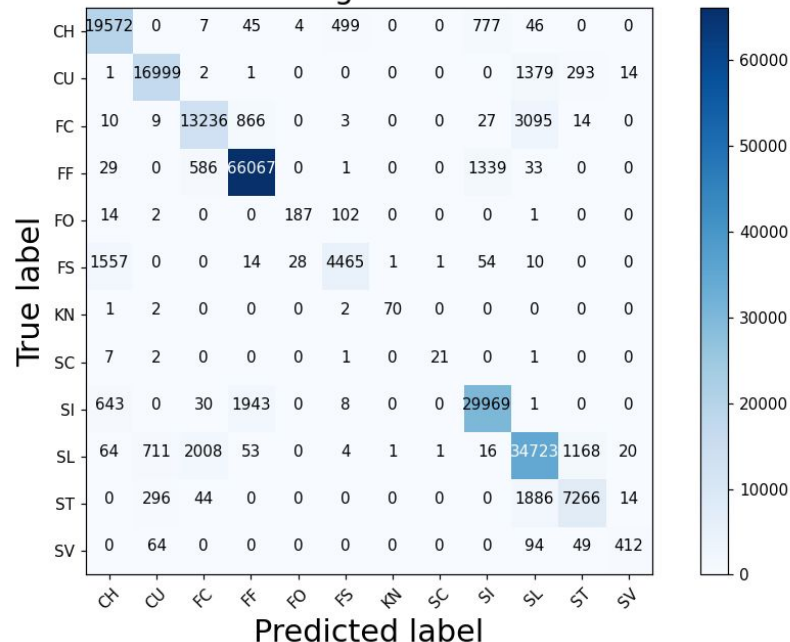 CH 19572 0 7 45 4 499 0 0 777 46 0 0
CU 1 16999 2 1 0 0 0 0 0 1379 293 14
FC 10 9 13236 866 0 3 0 0 27 3095 14 0
FF 29 0 586 66067 0 1 0 0 1339 33 0 0
FO 14 2 0 0 187 102 0 0 0 1 0 0
FS 1557 0 0 14 28 4465 1 1 54 10 0 0
KN 1 2 0 0 0 2 70 0 0 0 0 0
SC 7 2 0 0 0 1 0 21 0 1 0 0
SI 643 0 30 1943 0 8 0 0 29969 1 0 0
SL 64 711 2008 53 0 4 1 1 16 34723 1168 20
ST 0 296 44 0 0 0 0 0 0 1886 7266 14
SV 0 64 0 0 0 0 0 0 0 94 49 412
CH CU FC FF FO FS KN SC SI SL ST SV
True label
Predicted label
60000
50000
40000
30000
20000
10000
0